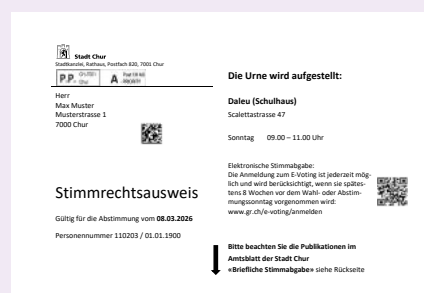 Stadt Chur
Stadtkanzlei, Rathaus, Postfach 820, 7001 Chur
P.P.
A
Herr
Max Muster
Musterstrasse 1
7000 Chur
Stimmrechtsausweis
Gültig für die Abstimmung vom 08.03.2026
Personennummer 110203 / 01.01.1900
Die Urne wird aufgestellt:
Daleu (Schulhaus)
Scalettastrasse 47
Sonntag 09.00 – 11.00 Uhr
Elektronische Stimmabgabe:
Die Anmeldung zum E-Voting ist jederzeit mög-
lich und wird berücksichtigt, wenn sie spätes-
tens 8 Wochen vor dem Wahl- oder Abstim-
mungssonntag vorgenommen wird:
www.gr.ch/e-voting/anmelden
Bitte beachten Sie die Publikationen im
Amtsblatt der Stadt Chur
«Briefliche Stimmabgabe» siehe Rückseite